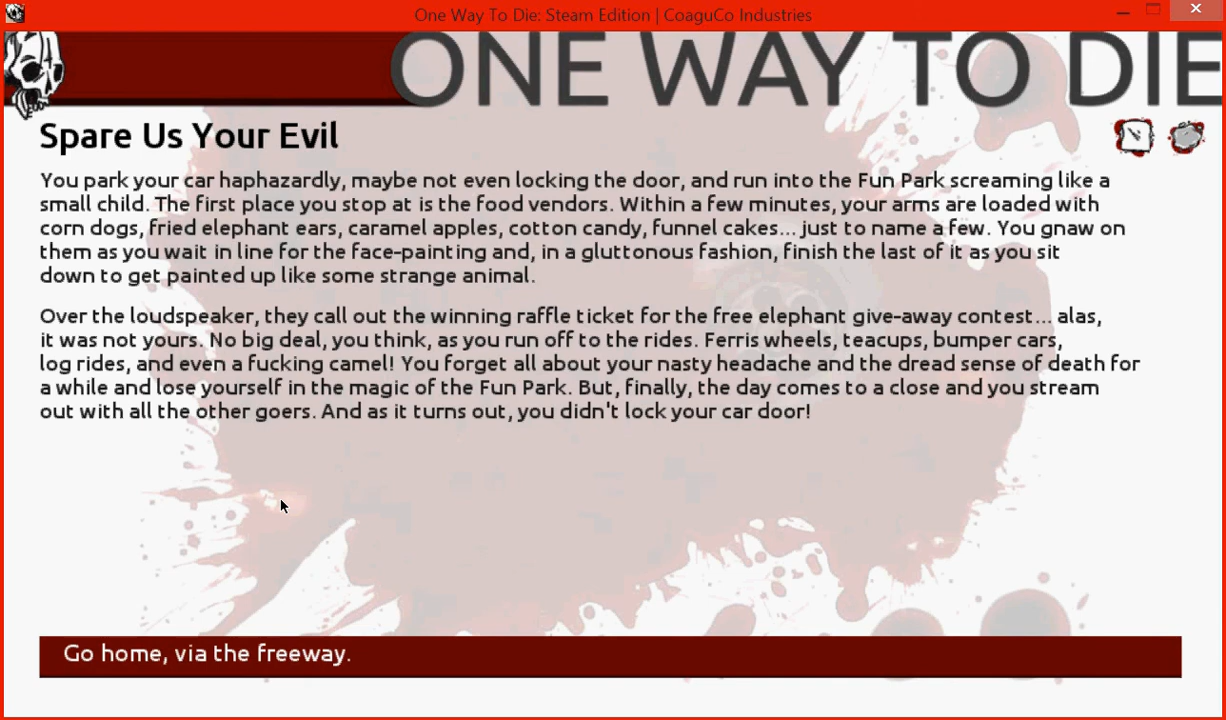 One Way To Die: Steam Edition | CoaguCo Industries
ONE WAY TO DIE
Spare Us Your Evil
You park your car haphazardly, maybe not even locking the door, and run into the Fun Park screaming like a
small child. The first place you stop at is the food vendors. Within a few minutes, your arms are loaded with
corn dogs, fried elephant ears, caramel apples, cotton candy, funnel cakes... just to name a few. You gnaw on
them as you wait in line for the face-painting and, in a gluttonous fashion, finish the last of it as you sit
down to get painted up like some strange animal.
Over the loudspeaker, they call out the winning raffle ticket for the free elephant give-away contest... alas,
it was not yours. No big deal, you think, as you run off to the rides. Ferris wheels, teacups, bumper cars,
log rides, and even a fucking camel! You forget all about your nasty headache and the dread sense of death for
a while and lose yourself in the magic of the Fun Park. But, finally, the day comes to a close and you stream
out with all the other goers. And as it turns out, you didn't lock your car door!
Go home, via the freeway.